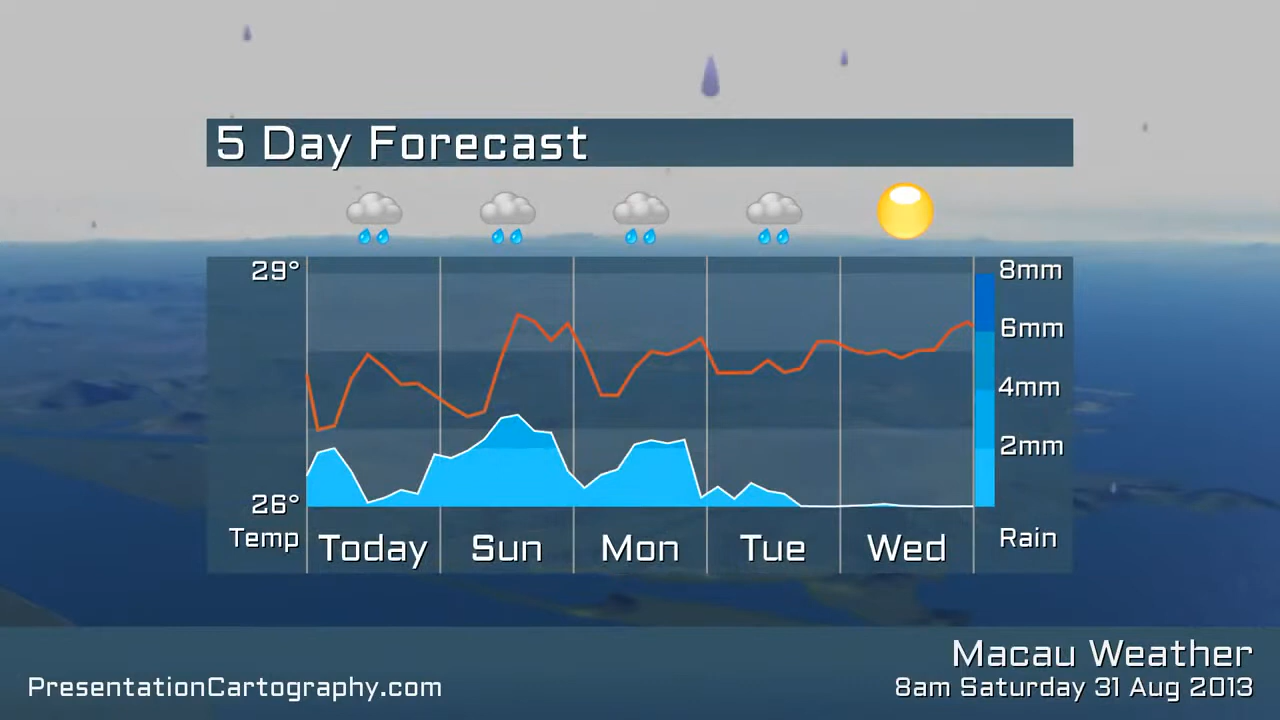 5 Day Forecast
29°
8mm
6mm
4mm
2mm
26°
Temp
Today
Sun
Mon
Tue
Wed
Rain
Macau Weather
PresentationCartography.com
8am Saturday 31 Aug 2013